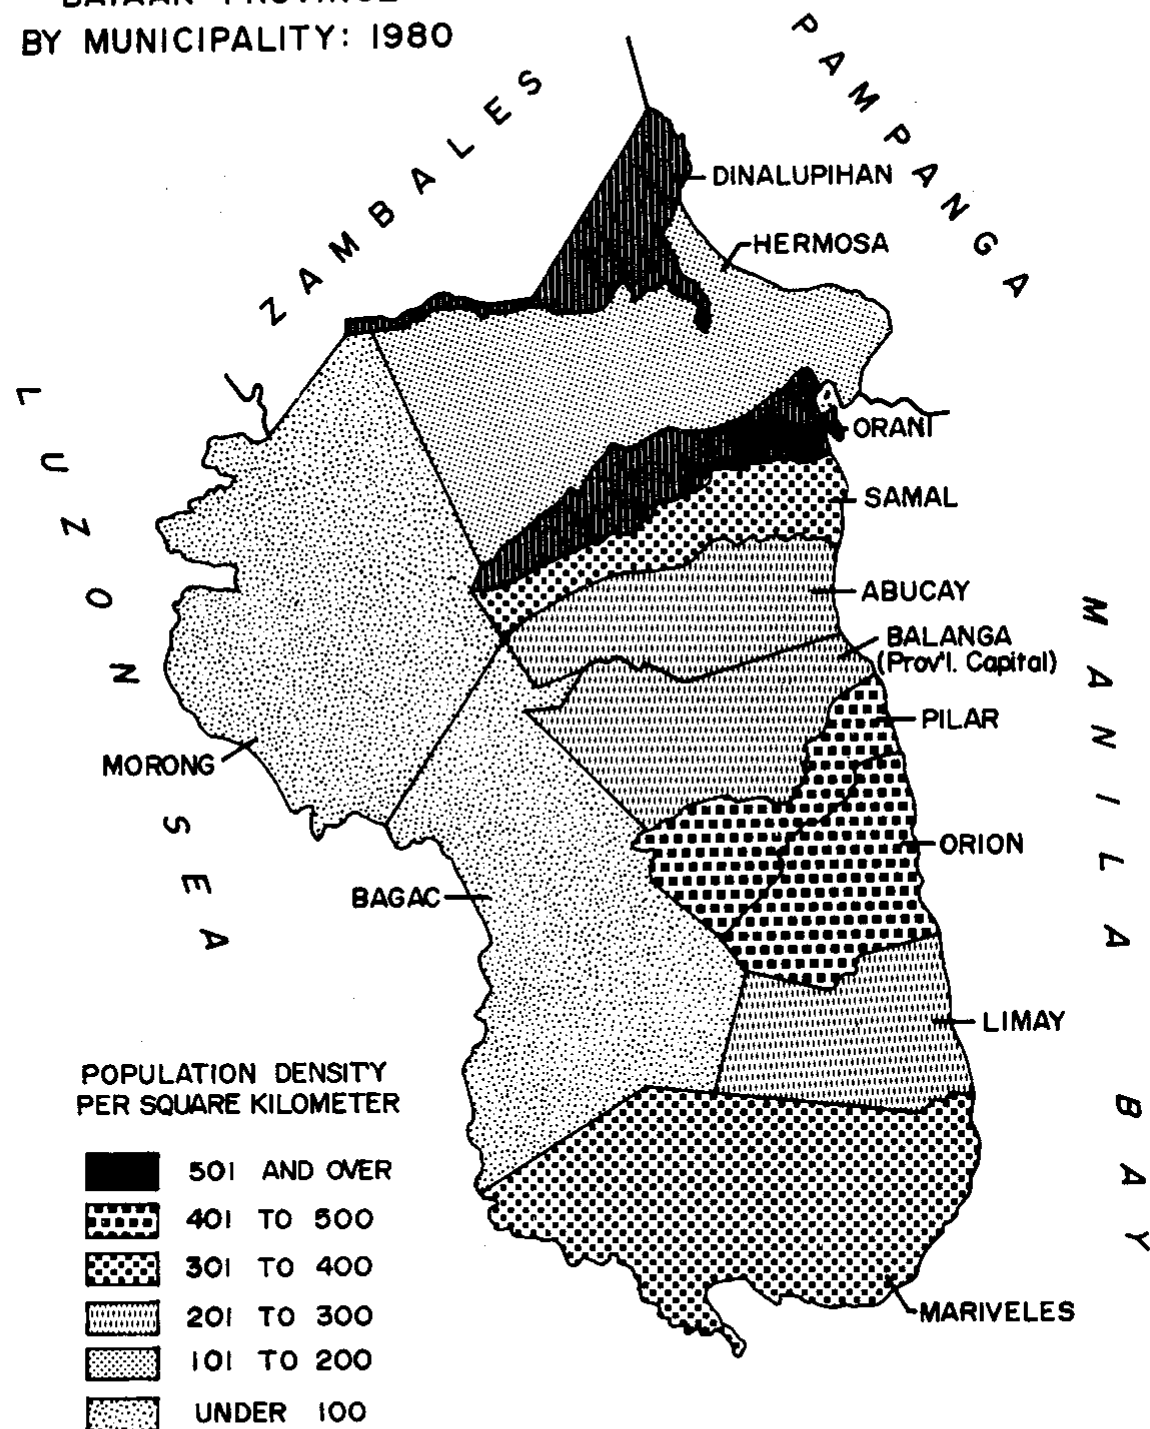 BATAAN PROVINCE
BY MUNICIPALITY: 1980
PAMPANGA
ZAMBALES
DINALUPIHAN
HERMOSA
LUZON SEA
ORANI
SAMAL
ABUCAY
BALANGA
(Prov'l. Capital)
MANILA BAY
PILAR
MORONG
ORION
BAGAC
LIMAY
POPULATION DENSITY
PER SQUARE KILOMETER
501 AND OVER
401 TO 500
301 TO 400
201 TO 300
101 TO 200
UNDER 100
MARIVELES